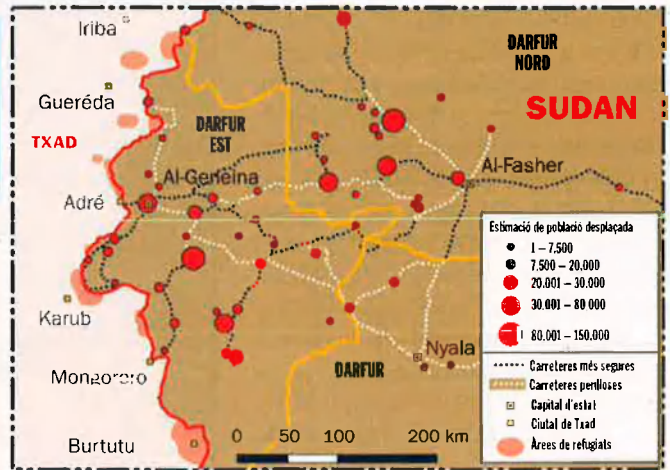 Iriba
DARFUR
NORD
Gueréda
SUDAN
TXAD
DARFUR
EST
Al-Geneina
Al-Fasher
Adré
Estimació de població desplaçada
1 – 7.500
7.500 – 20.000
20.001 – 30.000
30.001 – 80 000
80.001 – 150.000
Karub
Nyala
Carreteres més segures
Mongororo
DARFUR
Carreteres perilloses
Capital d'estat
Ciutat de Txad
Burtutu
0 50 100 200 km
Àrees de refugiats